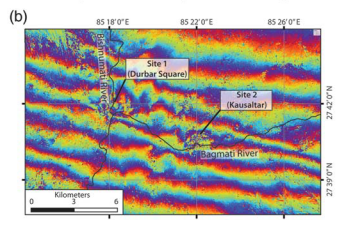 (b)
85°18'0"E
85°22'0"E
85°26'0"E
Bishnumati River
Site 1
(Durbar Square)
Site 2
(Kausaltar)
27°42'0"N
Bagmati River
27°39'0"N
Kilometers
0 3 6